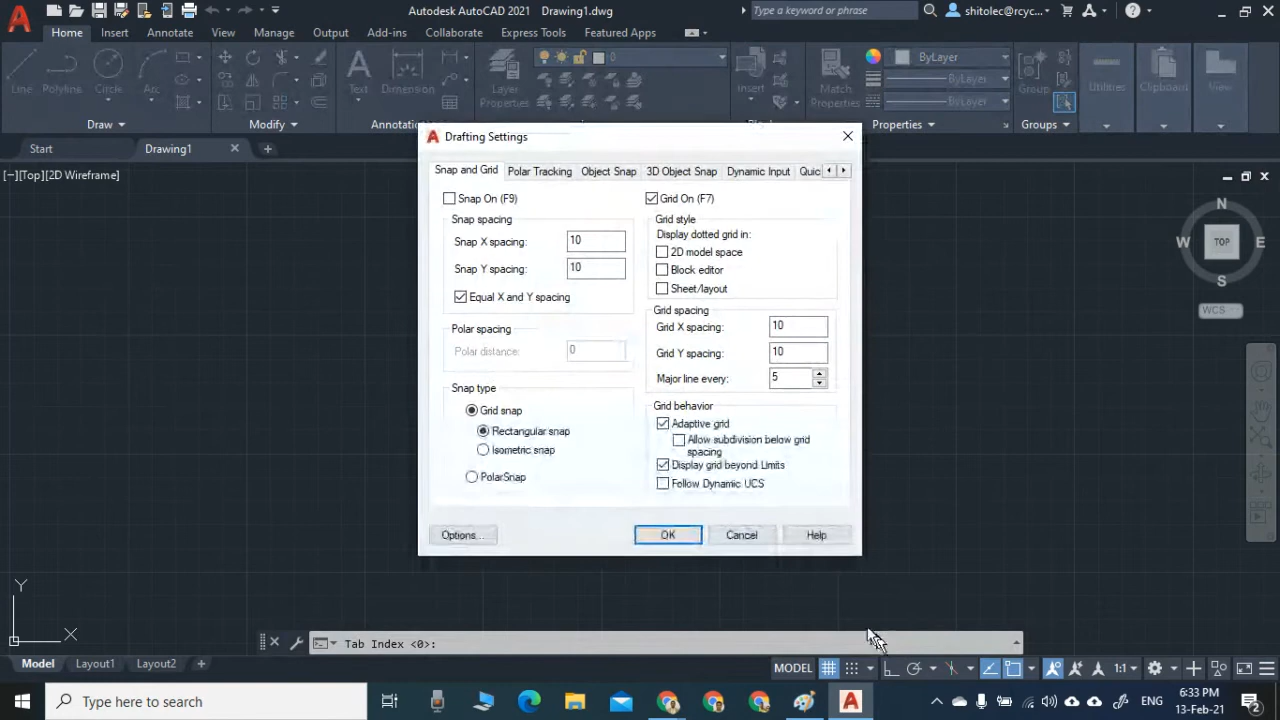 Autodesk AutoCAD 2021 Drawing1.dwg
Type a keyword or phrase
shitolec@rcyc...
Home Insert Annotate View Manage Output Add-ins Collaborate Express Tools Featured Apps
Line Polyline Circle Arc
Text Dimension
Layer
Properties
0
Insert
Match
Properties
ByLayer
ByLayer
ByLayer
Group
Utilities
Clipboard
View
Draw
Modify
Properties
Groups
Start
Drawing1
[−][Top][2D Wireframe]
Drafting Settings
Snap and Grid Polar Tracking Object Snap 3D Object Snap Dynamic Input Quic
Snap On (F9)
Snap spacing
Snap X spacing: 10
Snap Y spacing: 10
Equal X and Y spacing
Polar spacing
Polar distance: 0
Snap type
Grid snap
Rectangular snap
Isometric snap
PolarSnap
Grid On (F7)
Grid style
Display dotted grid in:
2D model space
Block editor
Sheet/layout
Grid spacing
Grid X spacing: 10
Grid Y spacing: 10
Major line every: 5
Grid behavior
Adaptive grid
Allow subdivision below grid
spacing
Display grid beyond Limits
Follow Dynamic UCS
Options...
OK
Cancel
Help
N
W TOP E
S
WCS
Y
X
Tab Index <0>:
Model Layout1 Layout2
MODEL
1:1
Type here to search
ENG
6:33 PM
13-Feb-21
2